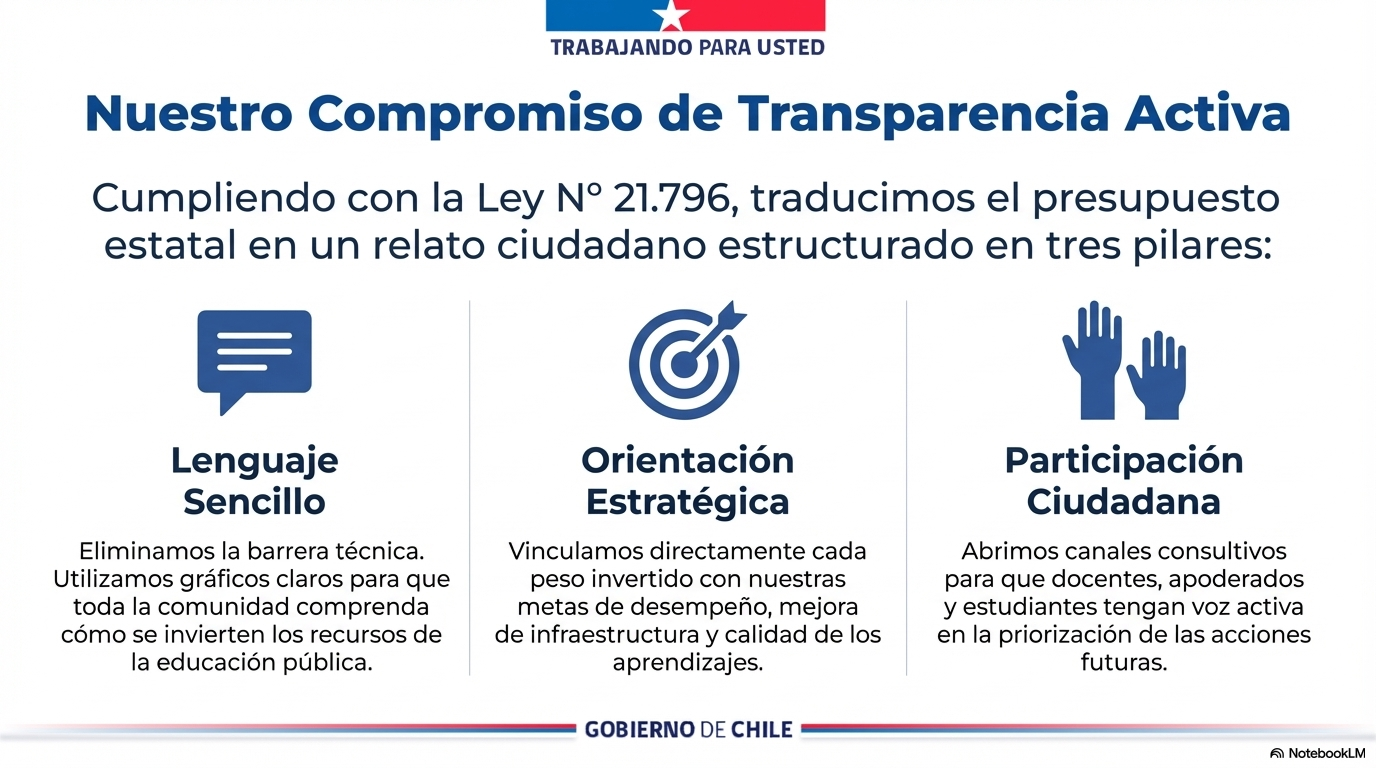 TRABAJANDO PARA USTED
Nuestro Compromiso de Transparencia Activa
Cumpliendo con la Ley Nº 21.796, traducimos el presupuesto
estatal en un relato ciudadano estructurado en tres pilares:
Lenguaje
Sencillo
Eliminamos la barrera técnica.
Utilizamos gráficos claros para que
toda la comunidad comprenda
cómo se invierten los recursos de
la educación pública.
Orientación
Estratégica
Vinculamos directamente cada
peso invertido con nuestras
metas de desempeño, mejora
de infraestructura y calidad de los
aprendizajes.
Participación
Ciudadana
Abrimos canales consultivos
para que docentes, apoderados
y estudiantes tengan voz activa
en la priorización de las acciones
futuras.
GOBIERNO DE CHILE
NotebookLM